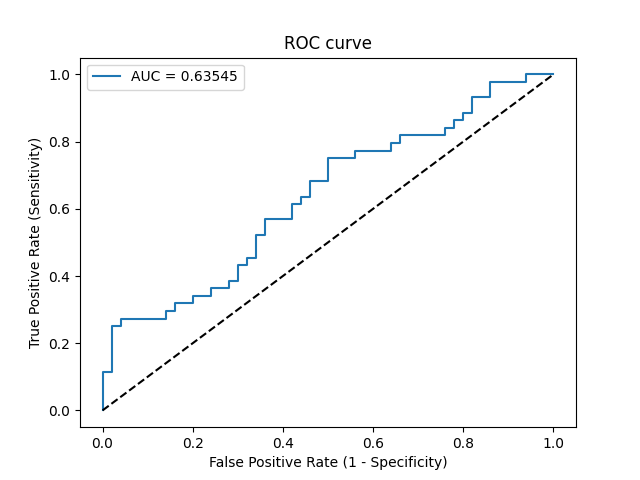 ROC curve
AUC = 0.63545
1.0
0.8
0.6
0.4
0.2
0.0
True Positive Rate (Sensitivity)
0.0 0.2 0.4 0.6 0.8 1.0
False Positive Rate (1 - Specificity)